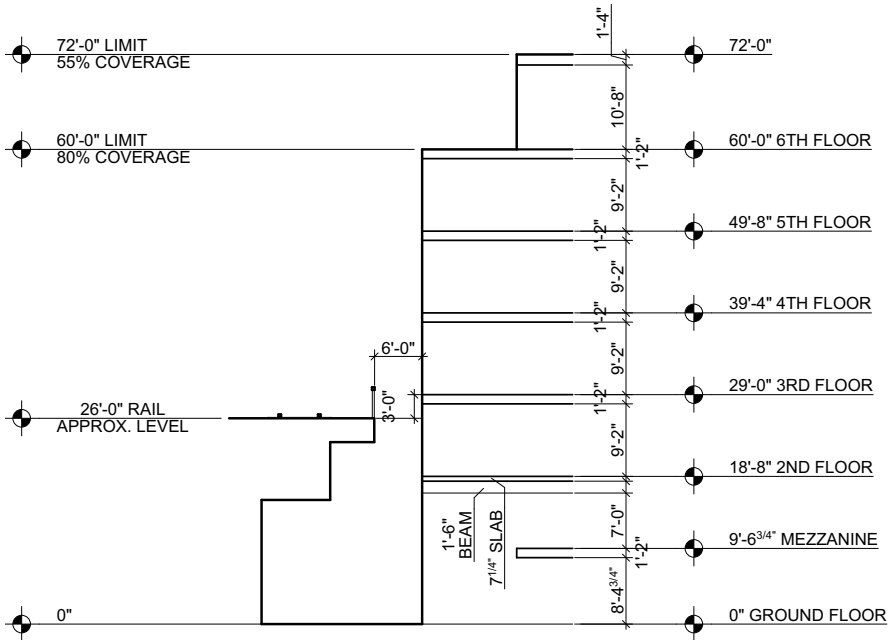 1'-4"
72'-0" LIMIT
55% COVERAGE
72'-0"
10'-8"
60'-0" LIMIT
80% COVERAGE
60'-0" 6TH FLOOR
1'-2"
9'-2"
49'-8" 5TH FLOOR
1'-2"
9'-2"
39'-4" 4TH FLOOR
1'-2"
6'-0"
9'-2"
29'-0" 3RD FLOOR
1'-2"
3'-0"
26'-0" RAIL
APPROX. LEVEL
9'-2"
18'-8" 2ND FLOOR
1'-6"
BEAM
7 1/4" SLAB
7'-0"
9'-6 3/4" MEZZANINE
1'-2"
8'-4 3/4"
0"
0" GROUND FLOOR